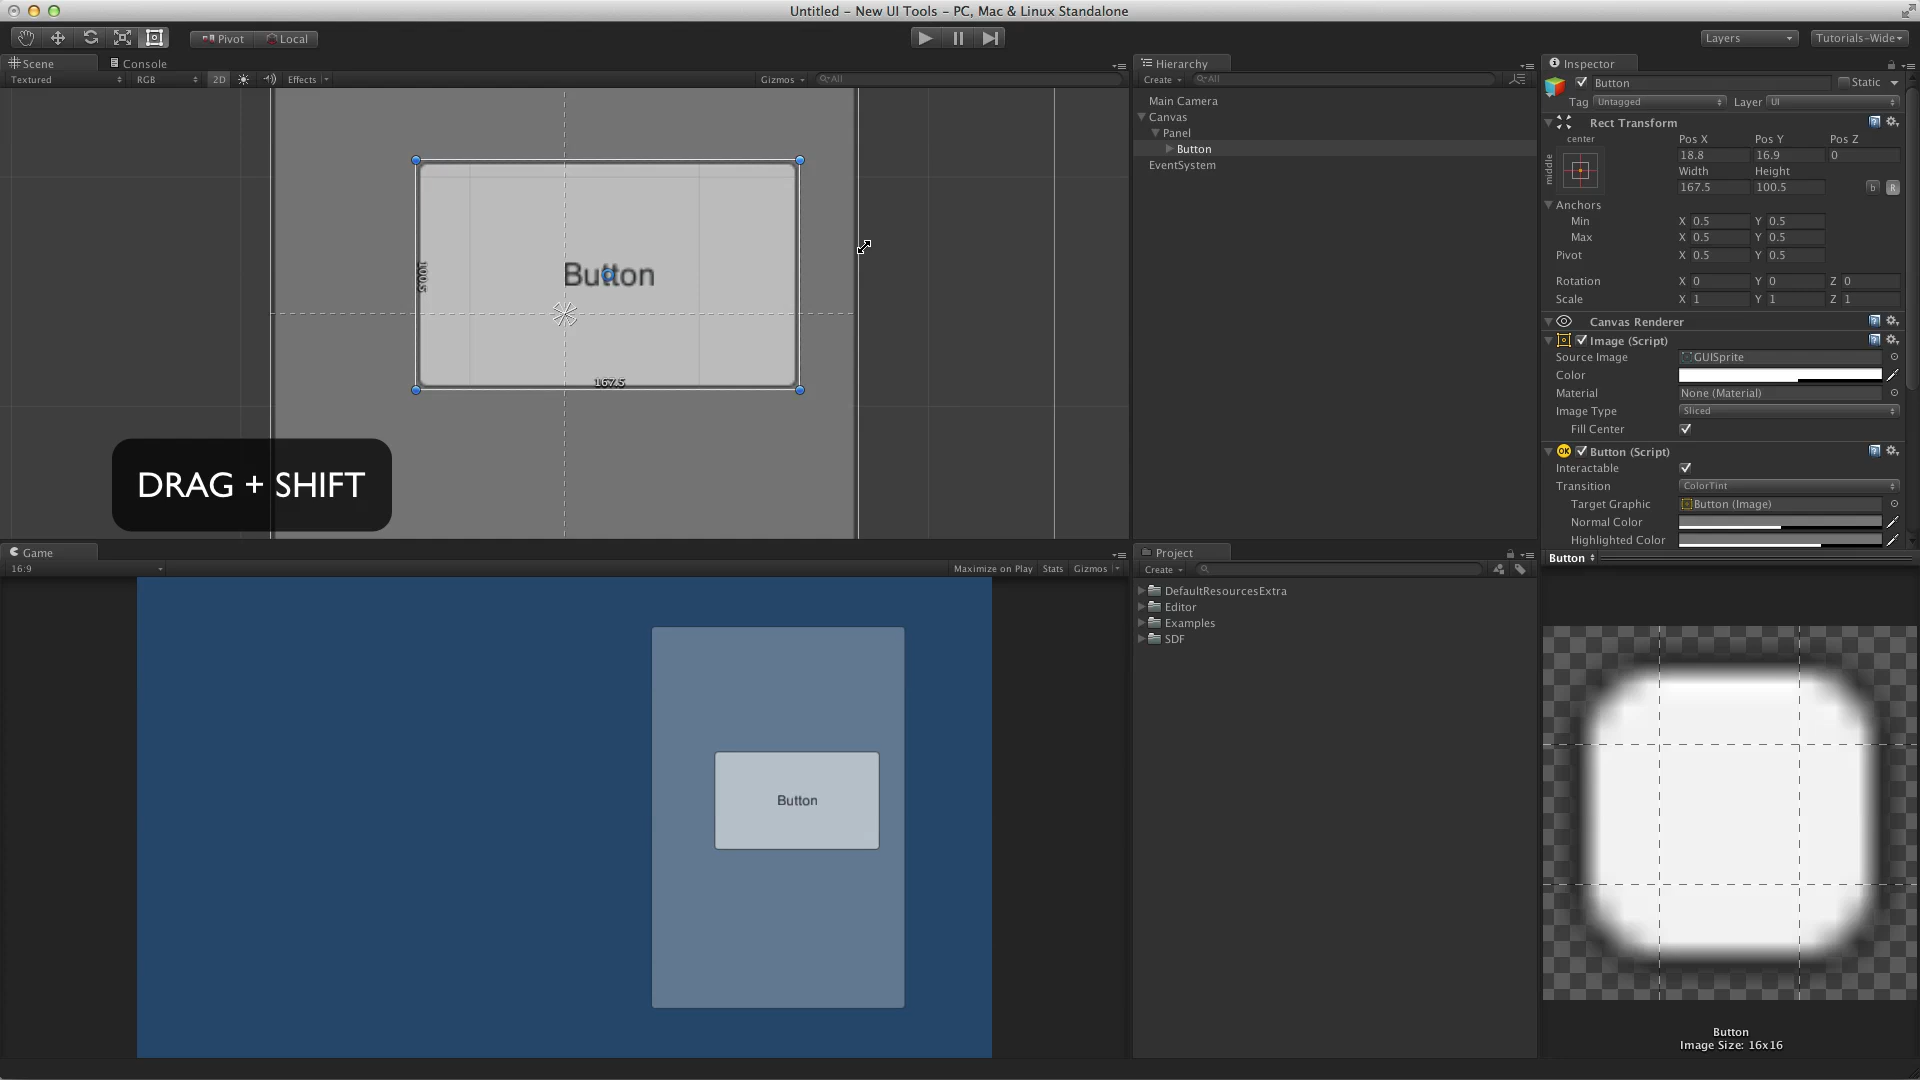 Untitled – New UI Tools – PC, Mac & Linux Standalone
Pivot
Local
Layers
Tutorials-Wide
Scene
Console
Textured
RGB
2D
Effects
Gizmos
All
Button
100.5
167.5
DRAG + SHIFT
Hierarchy
Create
All
Main Camera
Canvas
Panel
Button
EventSystem
Inspector
Button
Static
Tag Untagged Layer UI
Rect Transform
center
middle
Pos X Pos Y Pos Z
18.8 16.9 0
Width Height
167.5 100.5
b R
Anchors
Min X 0.5 Y 0.5
Max X 0.5 Y 0.5
Pivot X 0.5 Y 0.5
Rotation X 0 Y 0 Z 0
Scale X 1 Y 1 Z 1
Canvas Renderer
Image (Script)
Source Image GUISprite
Color
Material None (Material)
Image Type Sliced
Fill Center
OK Button (Script)
Interactable
Transition ColorTint
Target Graphic Button (Image)
Normal Color
Highlighted Color
Button
Game
16:9
Maximize on Play Stats Gizmos
Button
Project
Create
DefaultResourcesExtra
Editor
Examples
SDF
Button
Image Size: 16x16